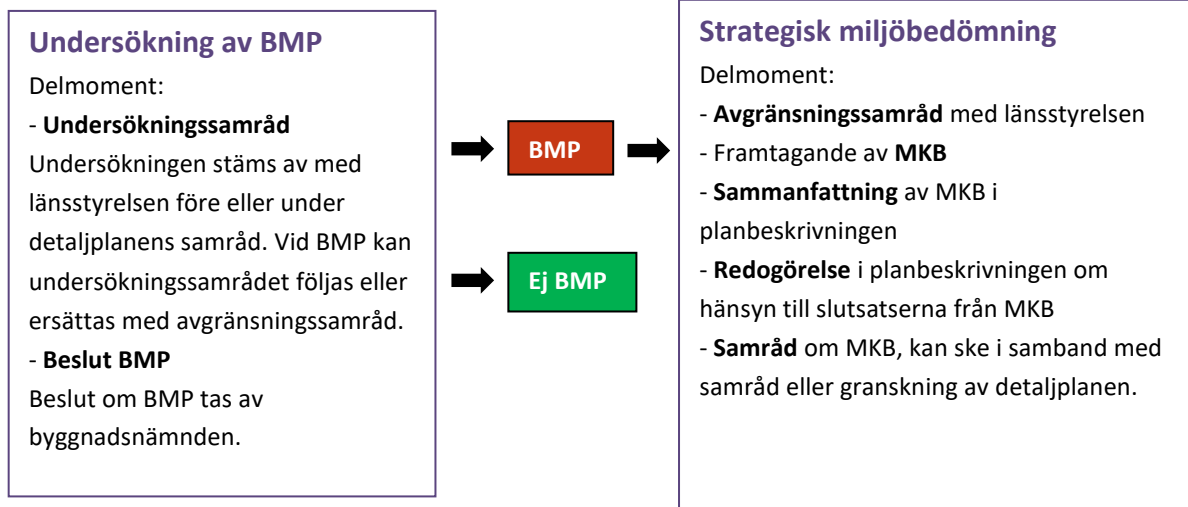 Undersökning av BMP
Delmoment:
- Undersökningssamråd
Undersökningen stäms av med
länsstyrelsen före eller under
detaljplanens samråd. Vid BMP kan
undersökningssamrådet följas eller
ersättas med avgränsningssamråd.
- Beslut BMP
Beslut om BMP tas av
byggnadsnämnden.
BMP
Ej BMP
Strategisk miljöbedömning
Delmoment:
- Avgränsningssamråd med länsstyrelsen
- Framtagande av MKB
- Sammanfattning av MKB i
planbeskrivningen
- Redogörelse i planbeskrivningen om
hänsyn till slutsatserna från MKB
- Samråd om MKB, kan ske i samband med
samråd eller granskning av detaljplanen.